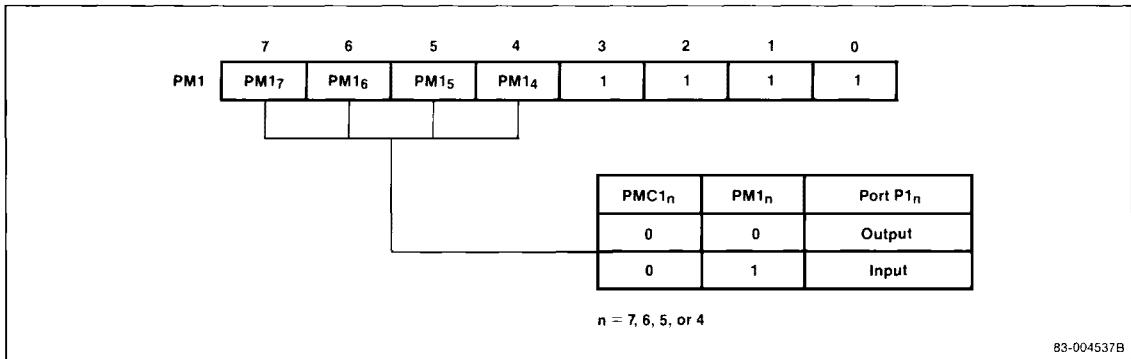 7 6 5 4 3 2 1 0
PM1 PM1₇ PM1₆ PM1₅ PM1₄ 1 1 1 1
PMC1ₙ PM1ₙ Port P1ₙ
0 0 Output
0 1 Input
n = 7, 6, 5, or 4
83-004537B